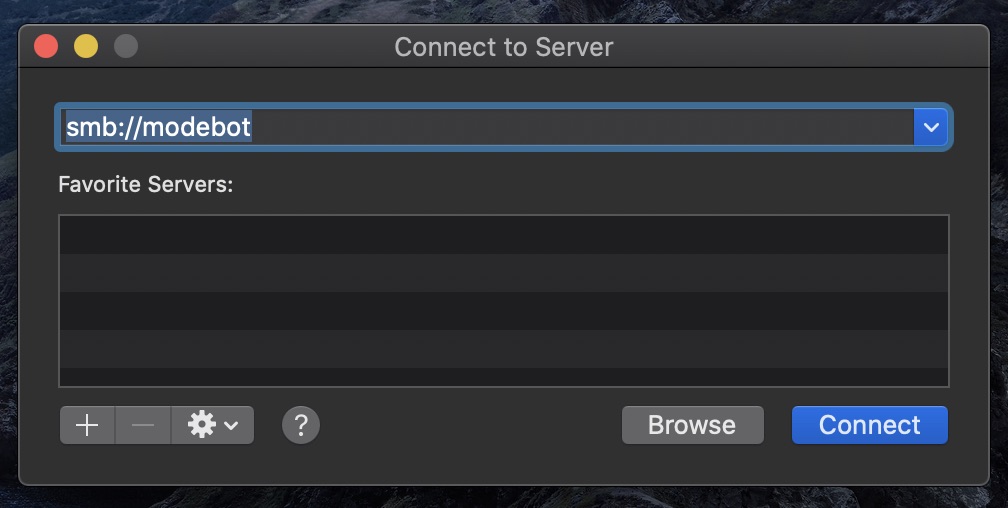 Connect to Server
smb://modebot
Favorite Servers:
?
Browse
Connect